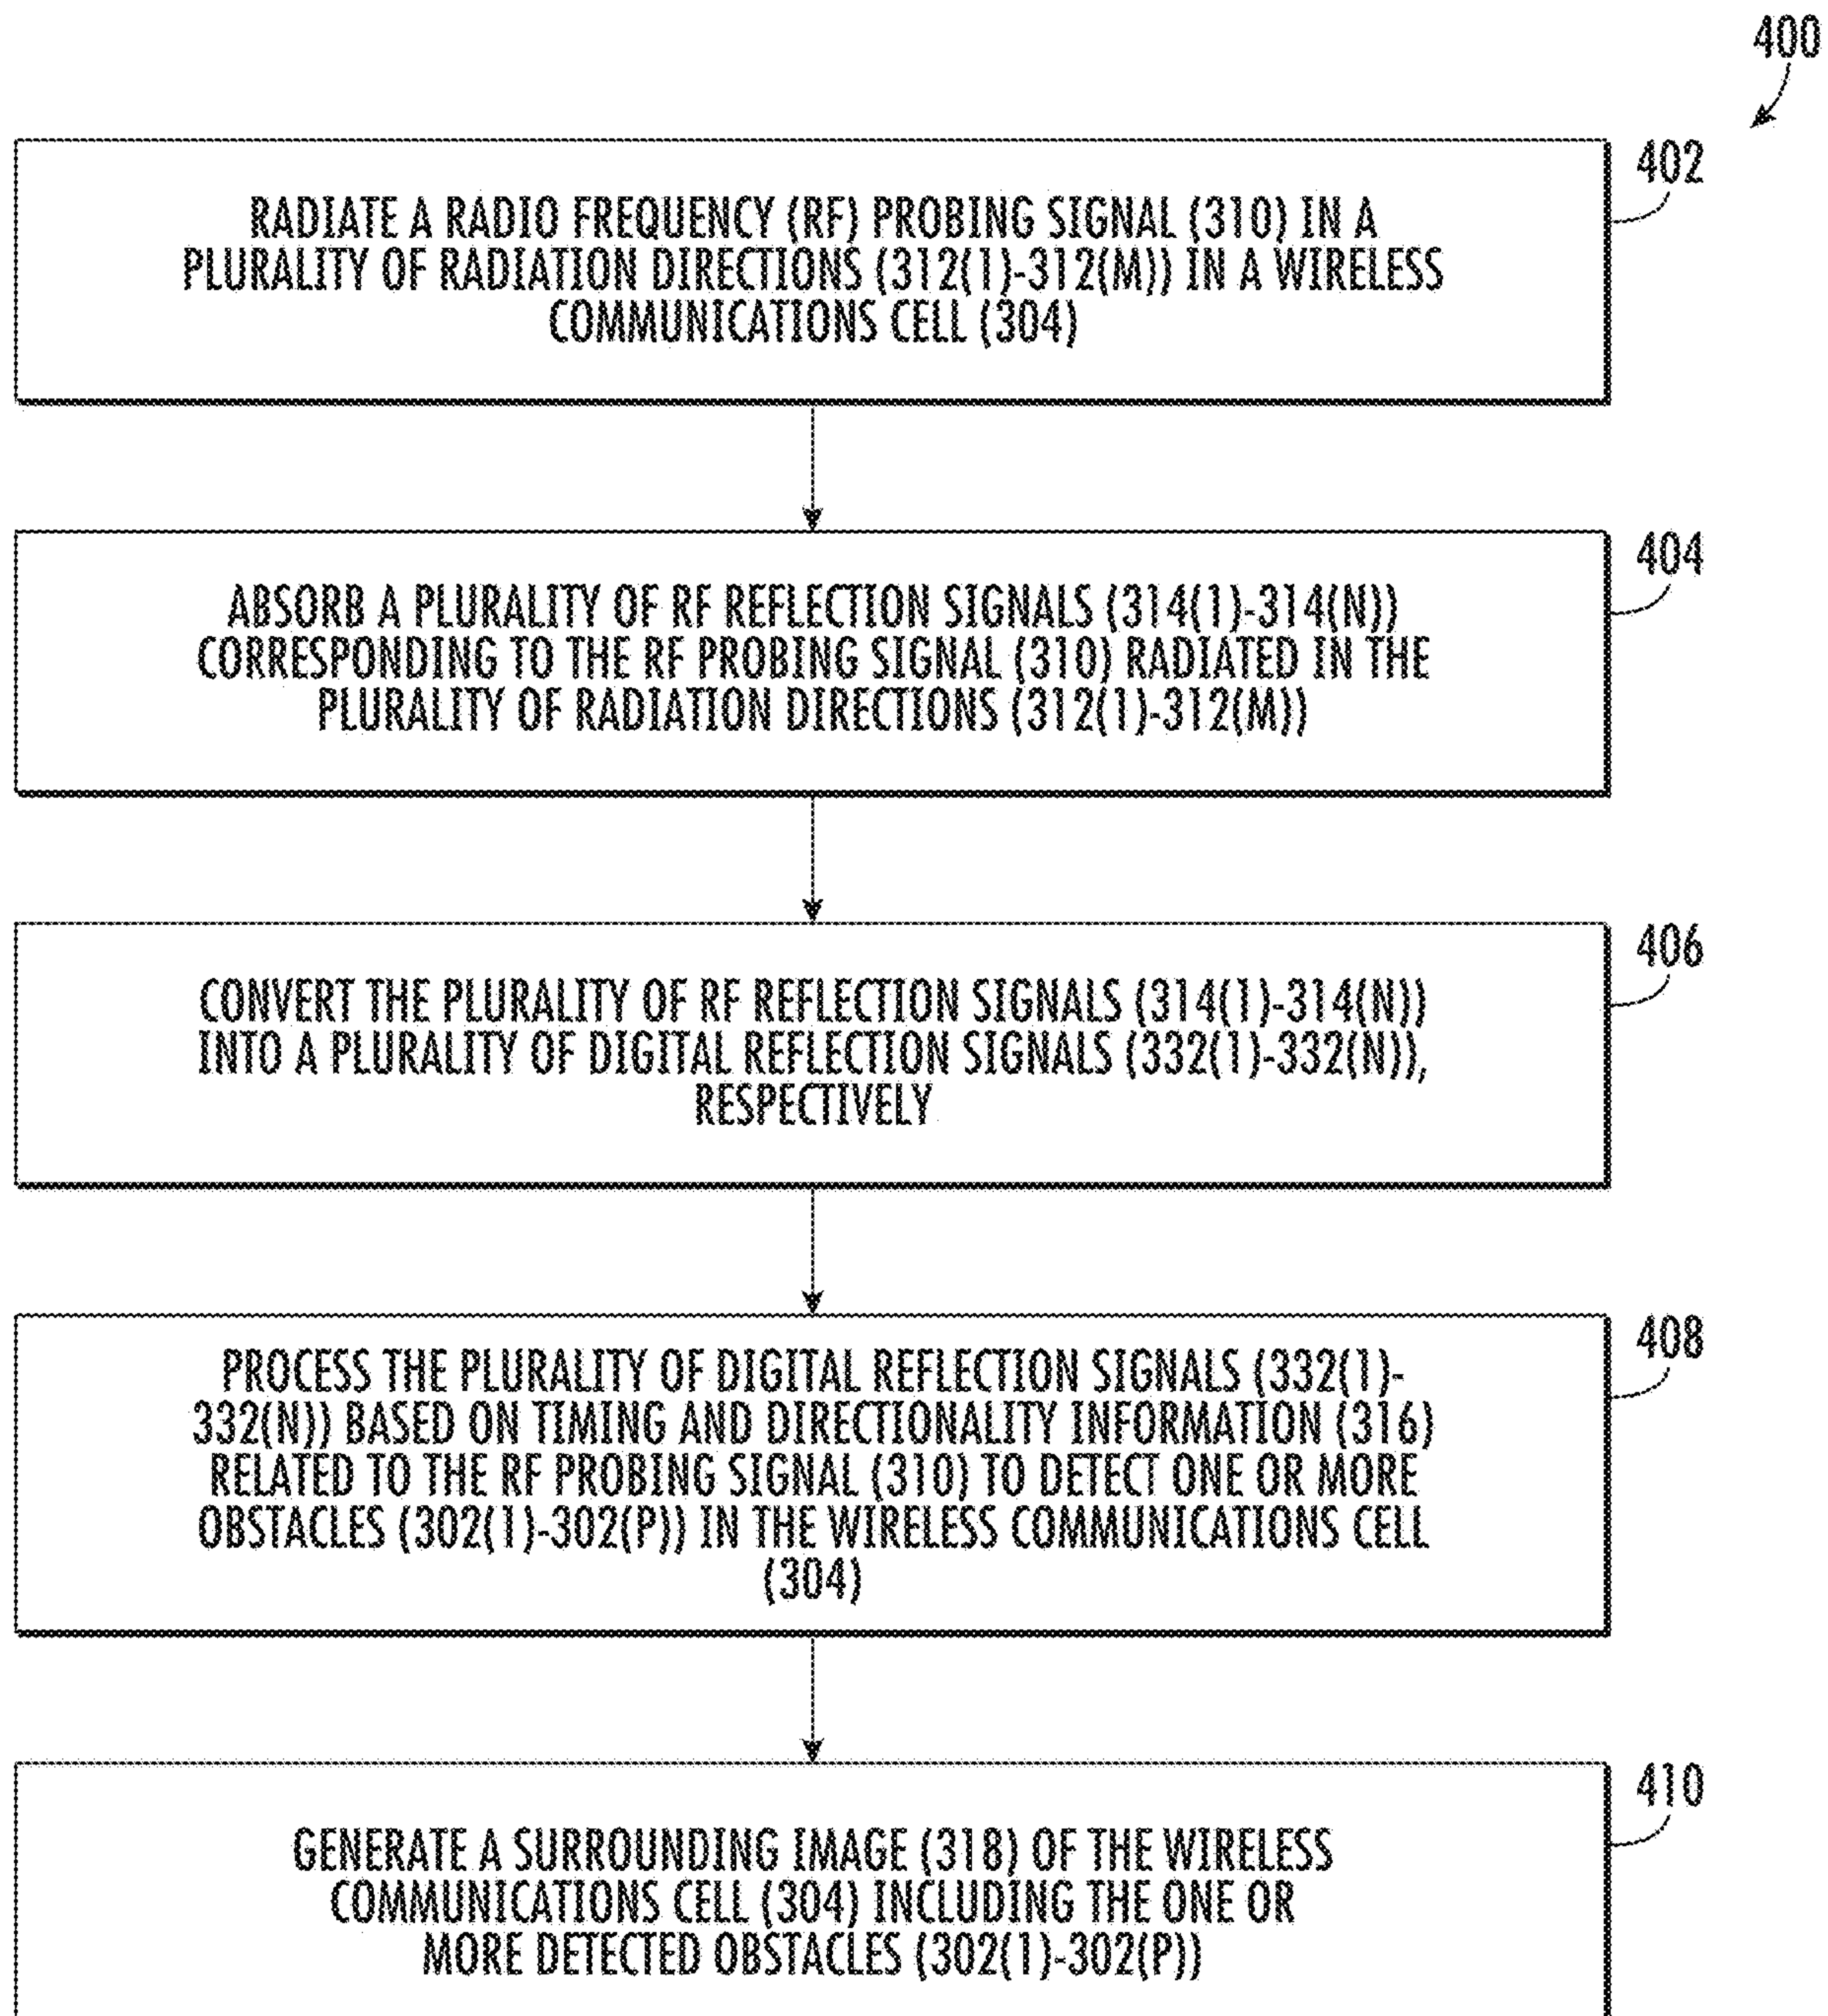 400
402
RADIATE A RADIO FREQUENCY (RF) PROBING SIGNAL (310) IN A
PLURALITY OF RADIATION DIRECTIONS (312(1)-312(M)) IN A WIRELESS
COMMUNICATIONS CELL (304)
404
ABSORB A PLURALITY OF RF REFLECTION SIGNALS (314(1)-314(N))
CORRESPONDING TO THE RF PROBING SIGNAL (310) RADIATED IN THE
PLURALITY OF RADIATION DIRECTIONS (312(1)-312(M))
406
CONVERT THE PLURALITY OF RF REFLECTION SIGNALS (314(1)-314(N))
INTO A PLURALITY OF DIGITAL REFLECTION SIGNALS (332(1)-332(N)),
RESPECTIVELY
408
PROCESS THE PLURALITY OF DIGITAL REFLECTION SIGNALS (332(1)-
332(N)) BASED ON TIMING AND DIRECTIONALITY INFORMATION (316)
RELATED TO THE RF PROBING SIGNAL (310) TO DETECT ONE OR MORE
OBSTACLES (302(1)-302(P)) IN THE WIRELESS COMMUNICATIONS CELL
(304)
410
GENERATE A SURROUNDING IMAGE (318) OF THE WIRELESS
COMMUNICATIONS CELL (304) INCLUDING THE ONE OR
MORE DETECTED OBSTACLES (302(1)-302(P))